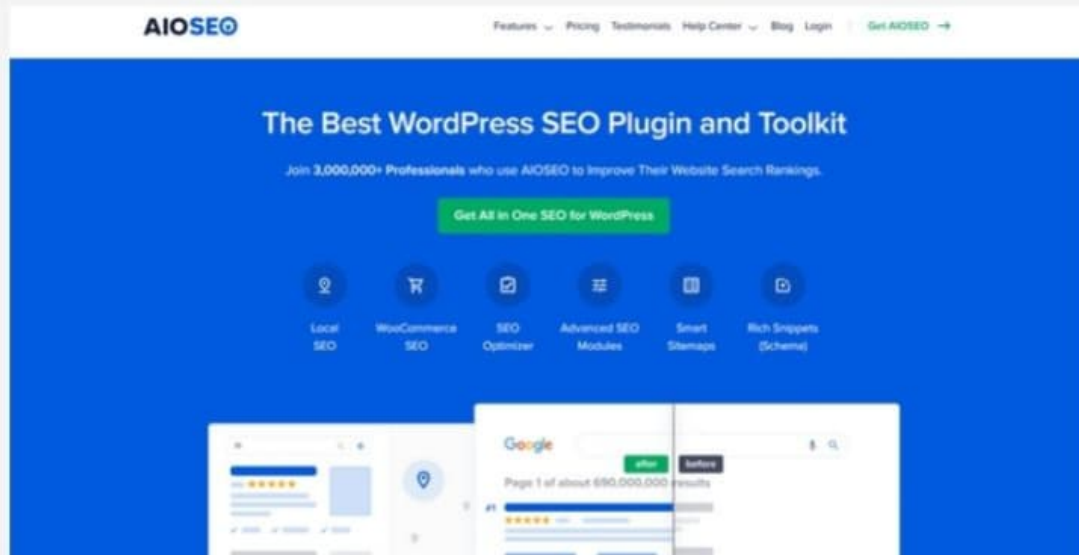 AIOSEO
Features Pricing Testimonials Help Center Blog Login Get AIOSEO →
The Best WordPress SEO Plugin and Toolkit
Join 3,000,000+ Professionals who use AIOSEO to Improve Their Website Search Rankings.
Get All in One SEO for WordPress
Local SEO
WooCommerce SEO
SEO Optimizer
Advanced SEO Modules
Smart Sitemaps
Rich Snippets (Schema)
Google
after before
Page 1 of about 690,000,000 results
#1